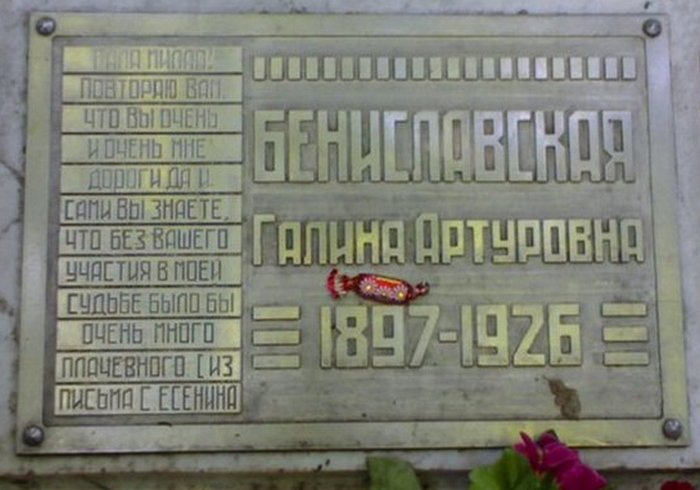 ГАЛЯ МИЛАЯ!
ПОВТОРЯЮ ВАМ,
ЧТО ВЫ ОЧЕНЬ
И ОЧЕНЬ МНЕ
ДОРОГИ ДА И
САМИ ВЫ ЗНАЕТЕ,
ЧТО БЕЗ ВАШЕГО
УЧАСТИЯ В МОЕЙ
СУДЬБЕ БЫЛО БЫ
ОЧЕНЬ МНОГО
ПЛАЧЕВНОГО (ИЗ
ПИСЬМА С ЕСЕНИНА
БЕНИСЛАВСКАЯ
ГАЛИНА АРТУРОВНА
1897-1926